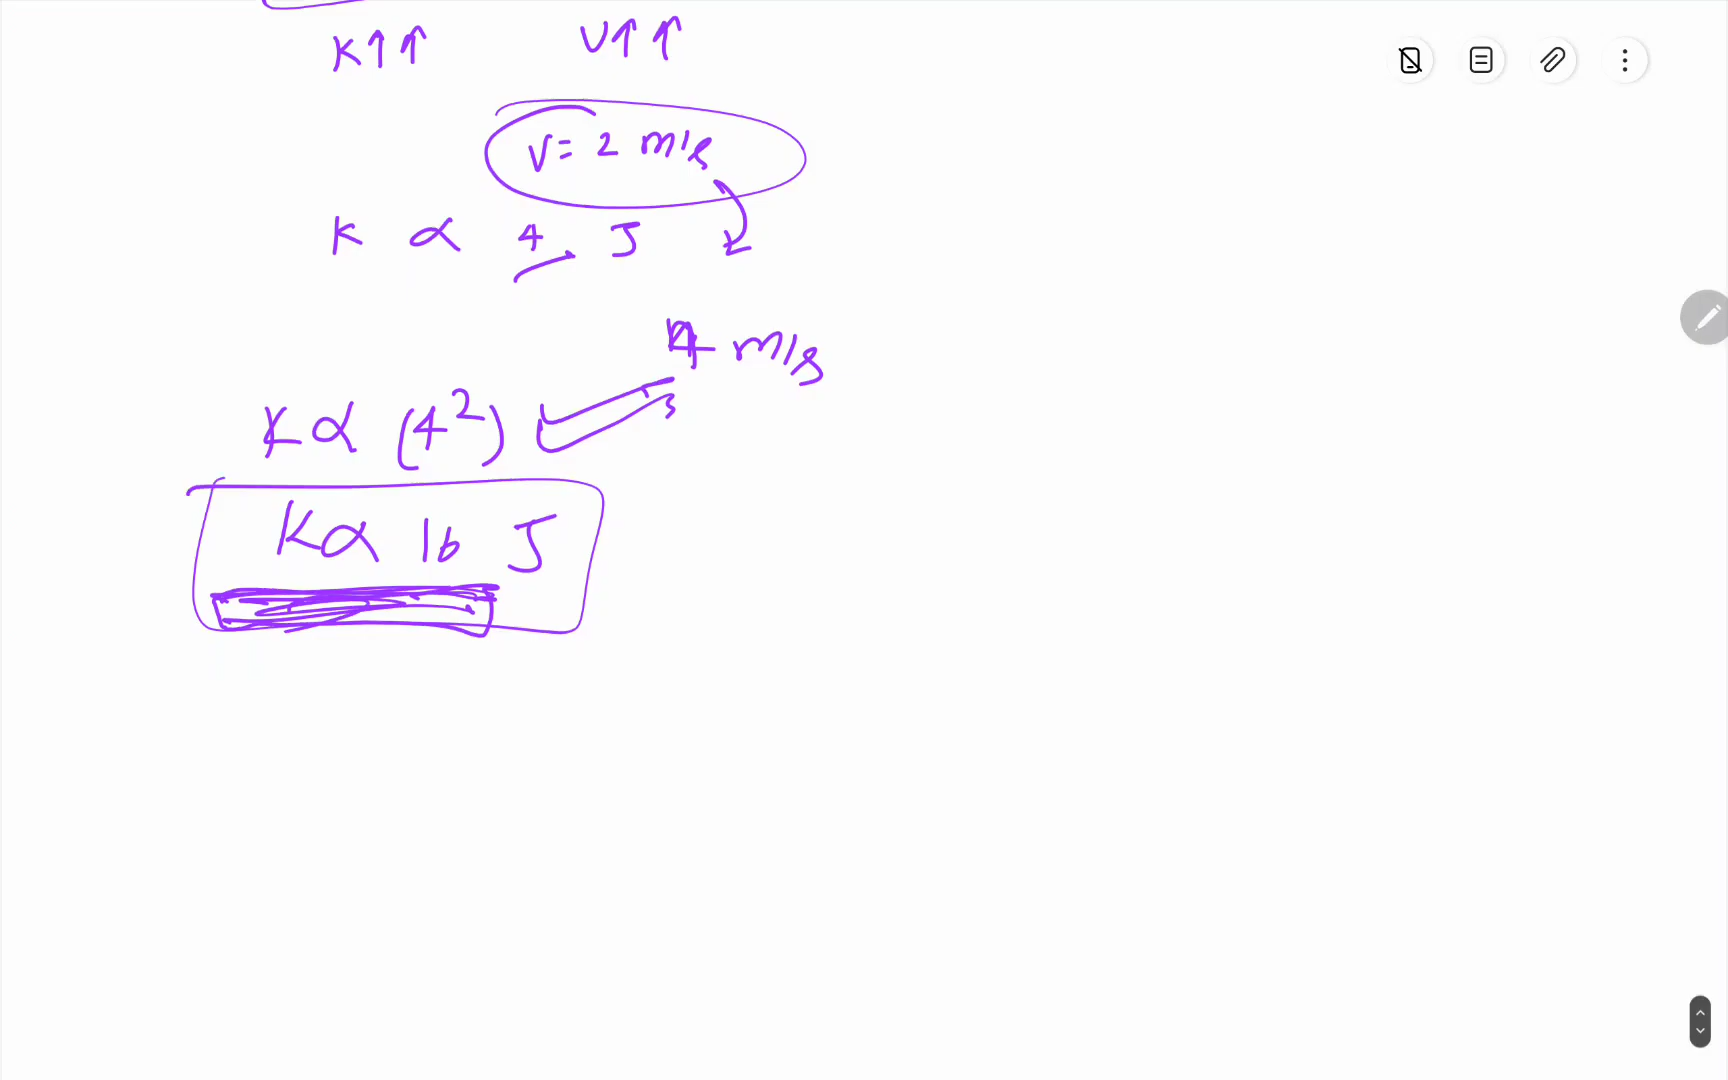 K↑↑ V↑↑
V = 2 m/s
K ∝ 4 J
4 m/s
K ∝ (4²)
K ∝ 16 J